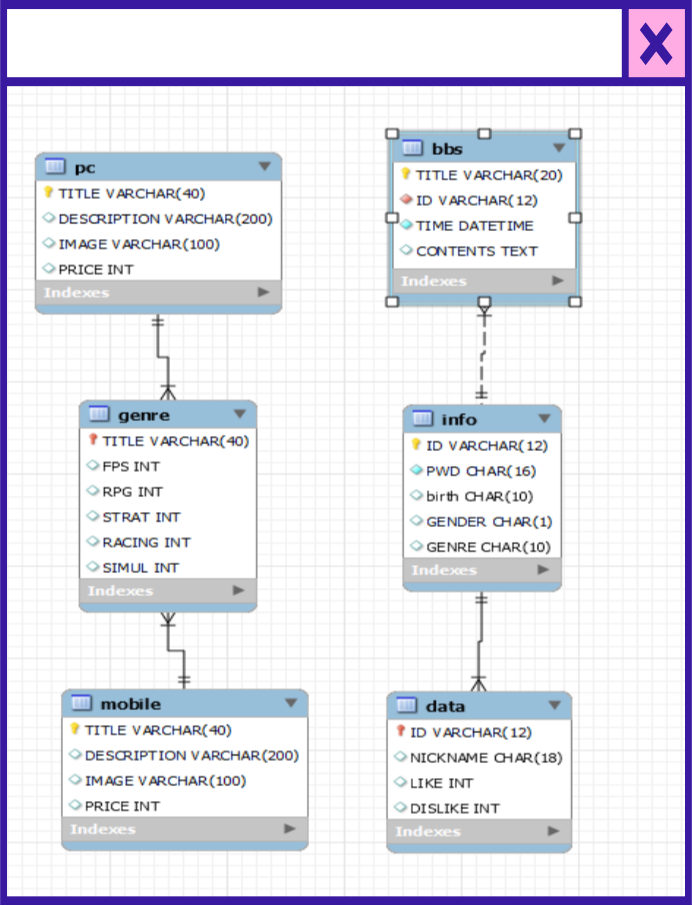 X
pc
TITLE VARCHAR(40)
DESCRIPTION VARCHAR(200)
IMAGE VARCHAR(100)
PRICE INT
Indexes
bbs
TITLE VARCHAR(20)
ID VARCHAR(12)
TIME DATETIME
CONTENTS TEXT
Indexes
genre
TITLE VARCHAR(40)
FPS INT
RPG INT
STRAT INT
RACING INT
SIMUL INT
Indexes
info
ID VARCHAR(12)
PWD CHAR(16)
birth CHAR(10)
GENDER CHAR(1)
GENRE CHAR(10)
Indexes
mobile
TITLE VARCHAR(40)
DESCRIPTION VARCHAR(200)
IMAGE VARCHAR(100)
PRICE INT
Indexes
data
ID VARCHAR(12)
NICKNAME CHAR(18)
LIKE INT
DISLIKE INT
Indexes